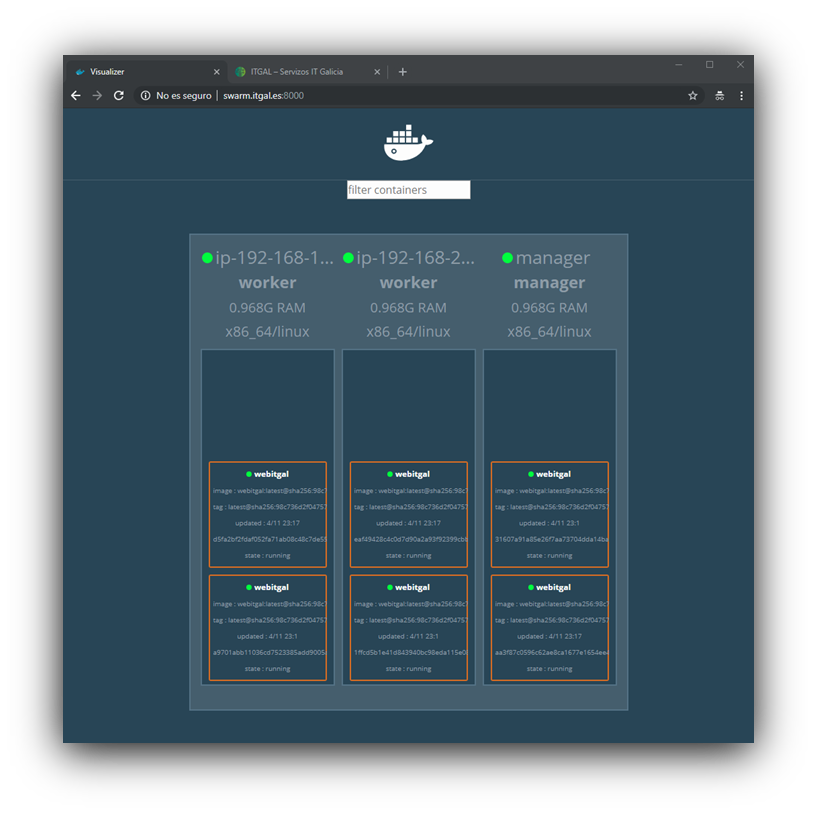 Visualizer
ITGAL – Servizos IT Galicia
No es seguro | swarm.itgal.es:8000
filter containers
ip-192-168-1...
worker
0.968G RAM
x86_64/linux
webitgal
image : webitgal:latest@sha256:98c7
tag : latest@sha256:98c736d2f04757
updated : 4/11 23:17
d5fa2bf2fdaf052fa71ab08c48c7de55
state : running
webitgal
image : webitgal:latest@sha256:98c7
tag : latest@sha256:98c736d2f04757
updated : 4/11 23:1
a9701abb11036cd7523385add9005
state : running
ip-192-168-2...
worker
0.968G RAM
x86_64/linux
webitgal
image : webitgal:latest@sha256:98c7
tag : latest@sha256:98c736d2f04757
updated : 4/11 23:17
eaf49428c4c0d7d90a2a93f92399cbb
state : running
webitgal
image : webitgal:latest@sha256:98c7
tag : latest@sha256:98c736d2f04757
updated : 4/11 23:1
1ffcd5b1e41d843940bc98eda115e0
state : running
manager
manager
0.968G RAM
x86_64/linux
webitgal
image : webitgal:latest@sha256:98c7
tag : latest@sha256:98c736d2f04757
updated : 4/11 23:1
31607a91a85e26f7aa73704dda14ba
state : running
webitgal
image : webitgal:latest@sha256:98c7
tag : latest@sha256:98c736d2f04757
updated : 4/11 23:17
aa3f87c0596c62ae8ca1677e1654ee
state : running